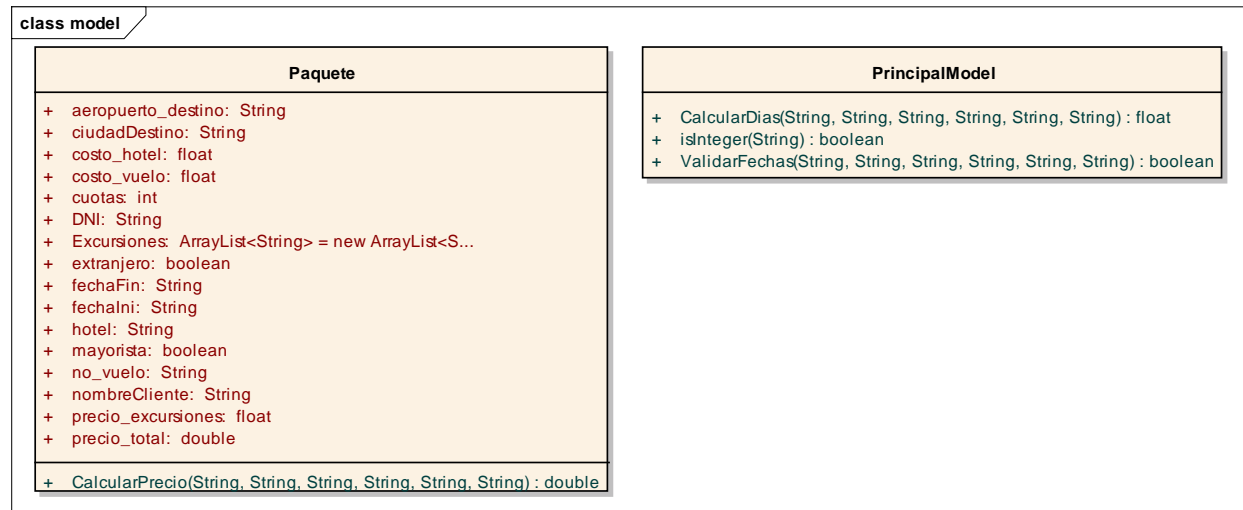 class model
Paquete
+ aeropuerto_destino: String
+ ciudadDestino: String
+ costo_hotel: float
+ costo_vuelo: float
+ cuotas: int
+ DNI: String
+ Excursiones: ArrayList<String> = new ArrayList<S...
+ extranjero: boolean
+ fechaFin: String
+ fechaIni: String
+ hotel: String
+ mayorista: boolean
+ no_vuelo: String
+ nombreCliente: String
+ precio_excursiones: float
+ precio_total: double
+ CalcularPrecio(String, String, String, String, String, String) : double
PrincipalModel
+ CalcularDias(String, String, String, String, String, String) : float
+ isInteger(String) : boolean
+ ValidarFechas(String, String, String, String, String, String) : boolean